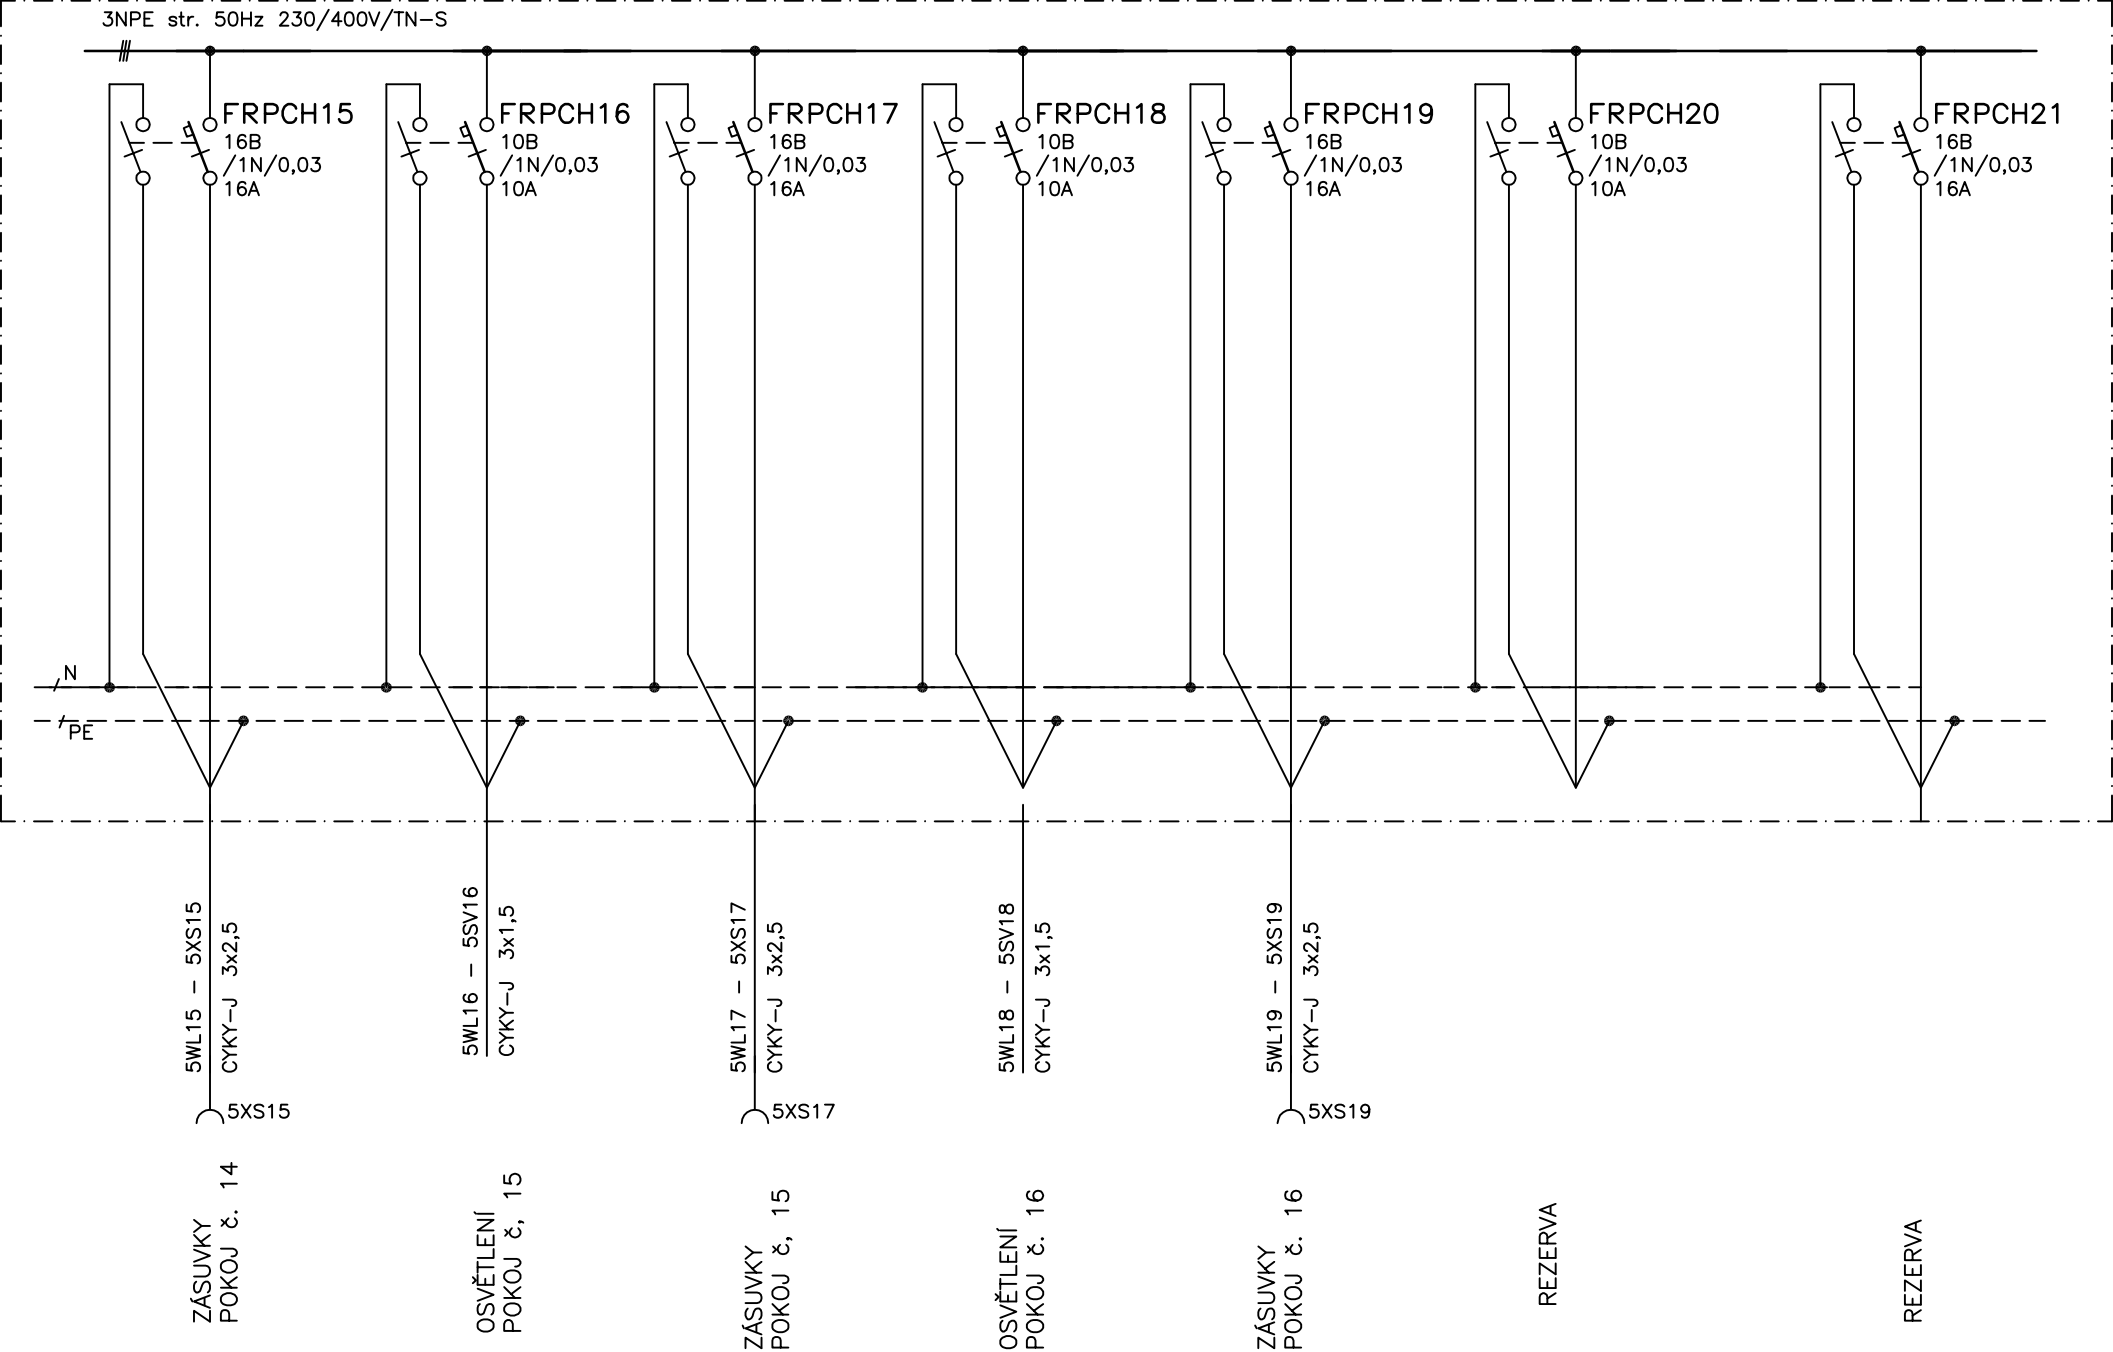 3NPE str. 50Hz 230/400V/TN-S
FRPCH15
16B
/1N/0,03
16A
FRPCH16
10B
/1N/0,03
10A
FRPCH17
16B
/1N/0,03
16A
FRPCH18
10B
/1N/0,03
10A
FRPCH19
16B
/1N/0,03
16A
FRPCH20
10B
/1N/0,03
10A
FRPCH21
16B
/1N/0,03
16A
N
PE
5WL15 - 5XS15
CYKY-J 3x2,5
5WL16 - 5SV16
CYKY-J 3x1,5
5WL17 - 5XS17
CYKY-J 3x2,5
5WL18 - 5SV18
CYKY-J 3x1,5
5WL19 - 5XS19
CYKY-J 3x2,5
5XS15
5XS17
5XS19
ZÁSUVKY
POKOJ č. 14
OSVĚTLENÍ
POKOJ č, 15
ZÁSUVKY
POKOJ č, 15
OSVĚTLENÍ
POKOJ č. 16
ZÁSUVKY
POKOJ č. 16
REZERVA
REZERVA